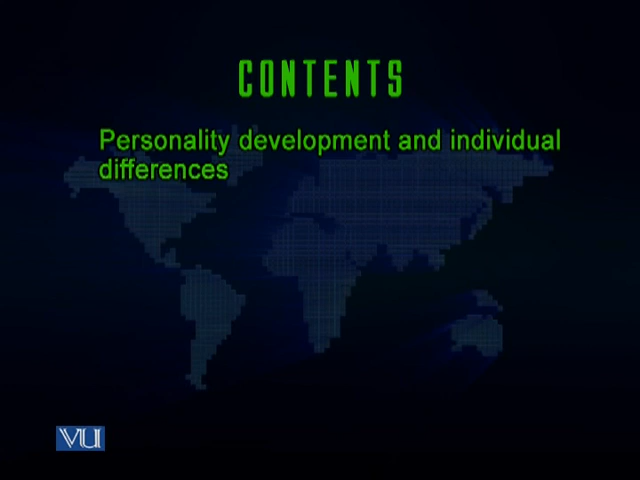 CONTENTS
Personality development and individual
differences
VU